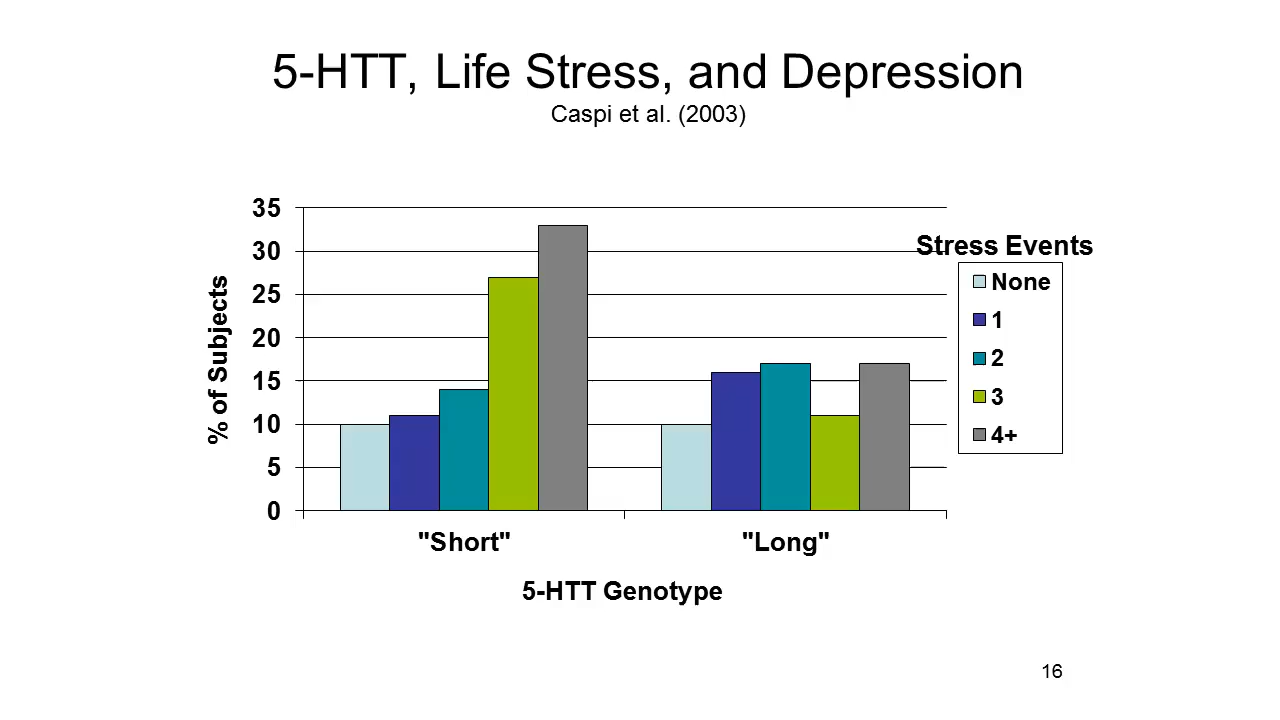 5-HTT, Life Stress, and Depression
Caspi et al. (2003)
35
30
25
20
15
10
5
0
% of Subjects
"Short"
"Long"
5-HTT Genotype
Stress Events
None
1
2
3
4+
16